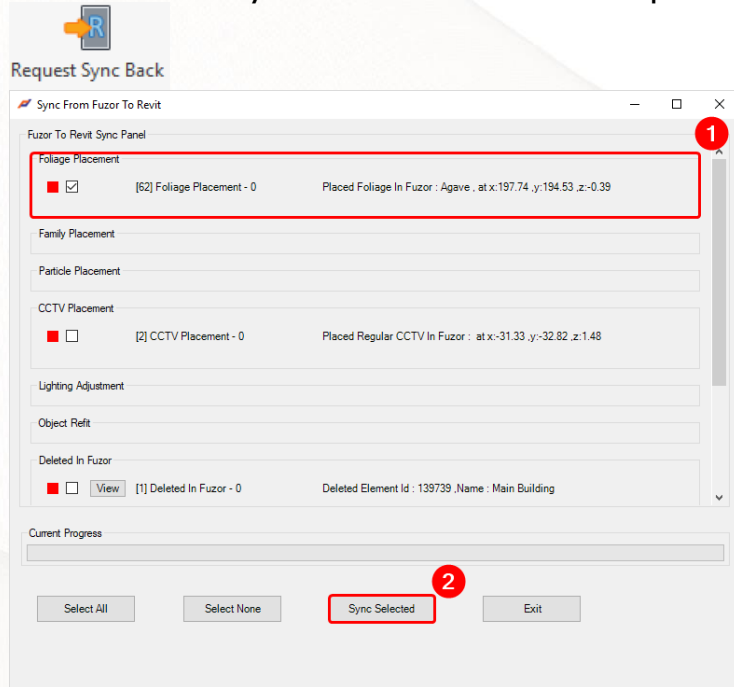 Request Sync Back
Sync From Fuzor To Revit
Fuzor To Revit Sync Panel
1
Foliage Placement
[62] Foliage Placement - 0 Placed Foliage In Fuzor : Agave , at x:197.74 ,y:194.53 ,z:-0.39
Family Placement
Particle Placement
CCTV Placement
[2] CCTV Placement - 0 Placed Regular CCTV In Fuzor : at x:-31.33 ,y:-32.82 ,z:1.48
Lighting Adjustment
Object Refit
Deleted In Fuzor
View [1] Deleted In Fuzor - 0 Deleted Element Id : 139739 ,Name : Main Building
Current Progress
2
Select All Select None Sync Selected Exit